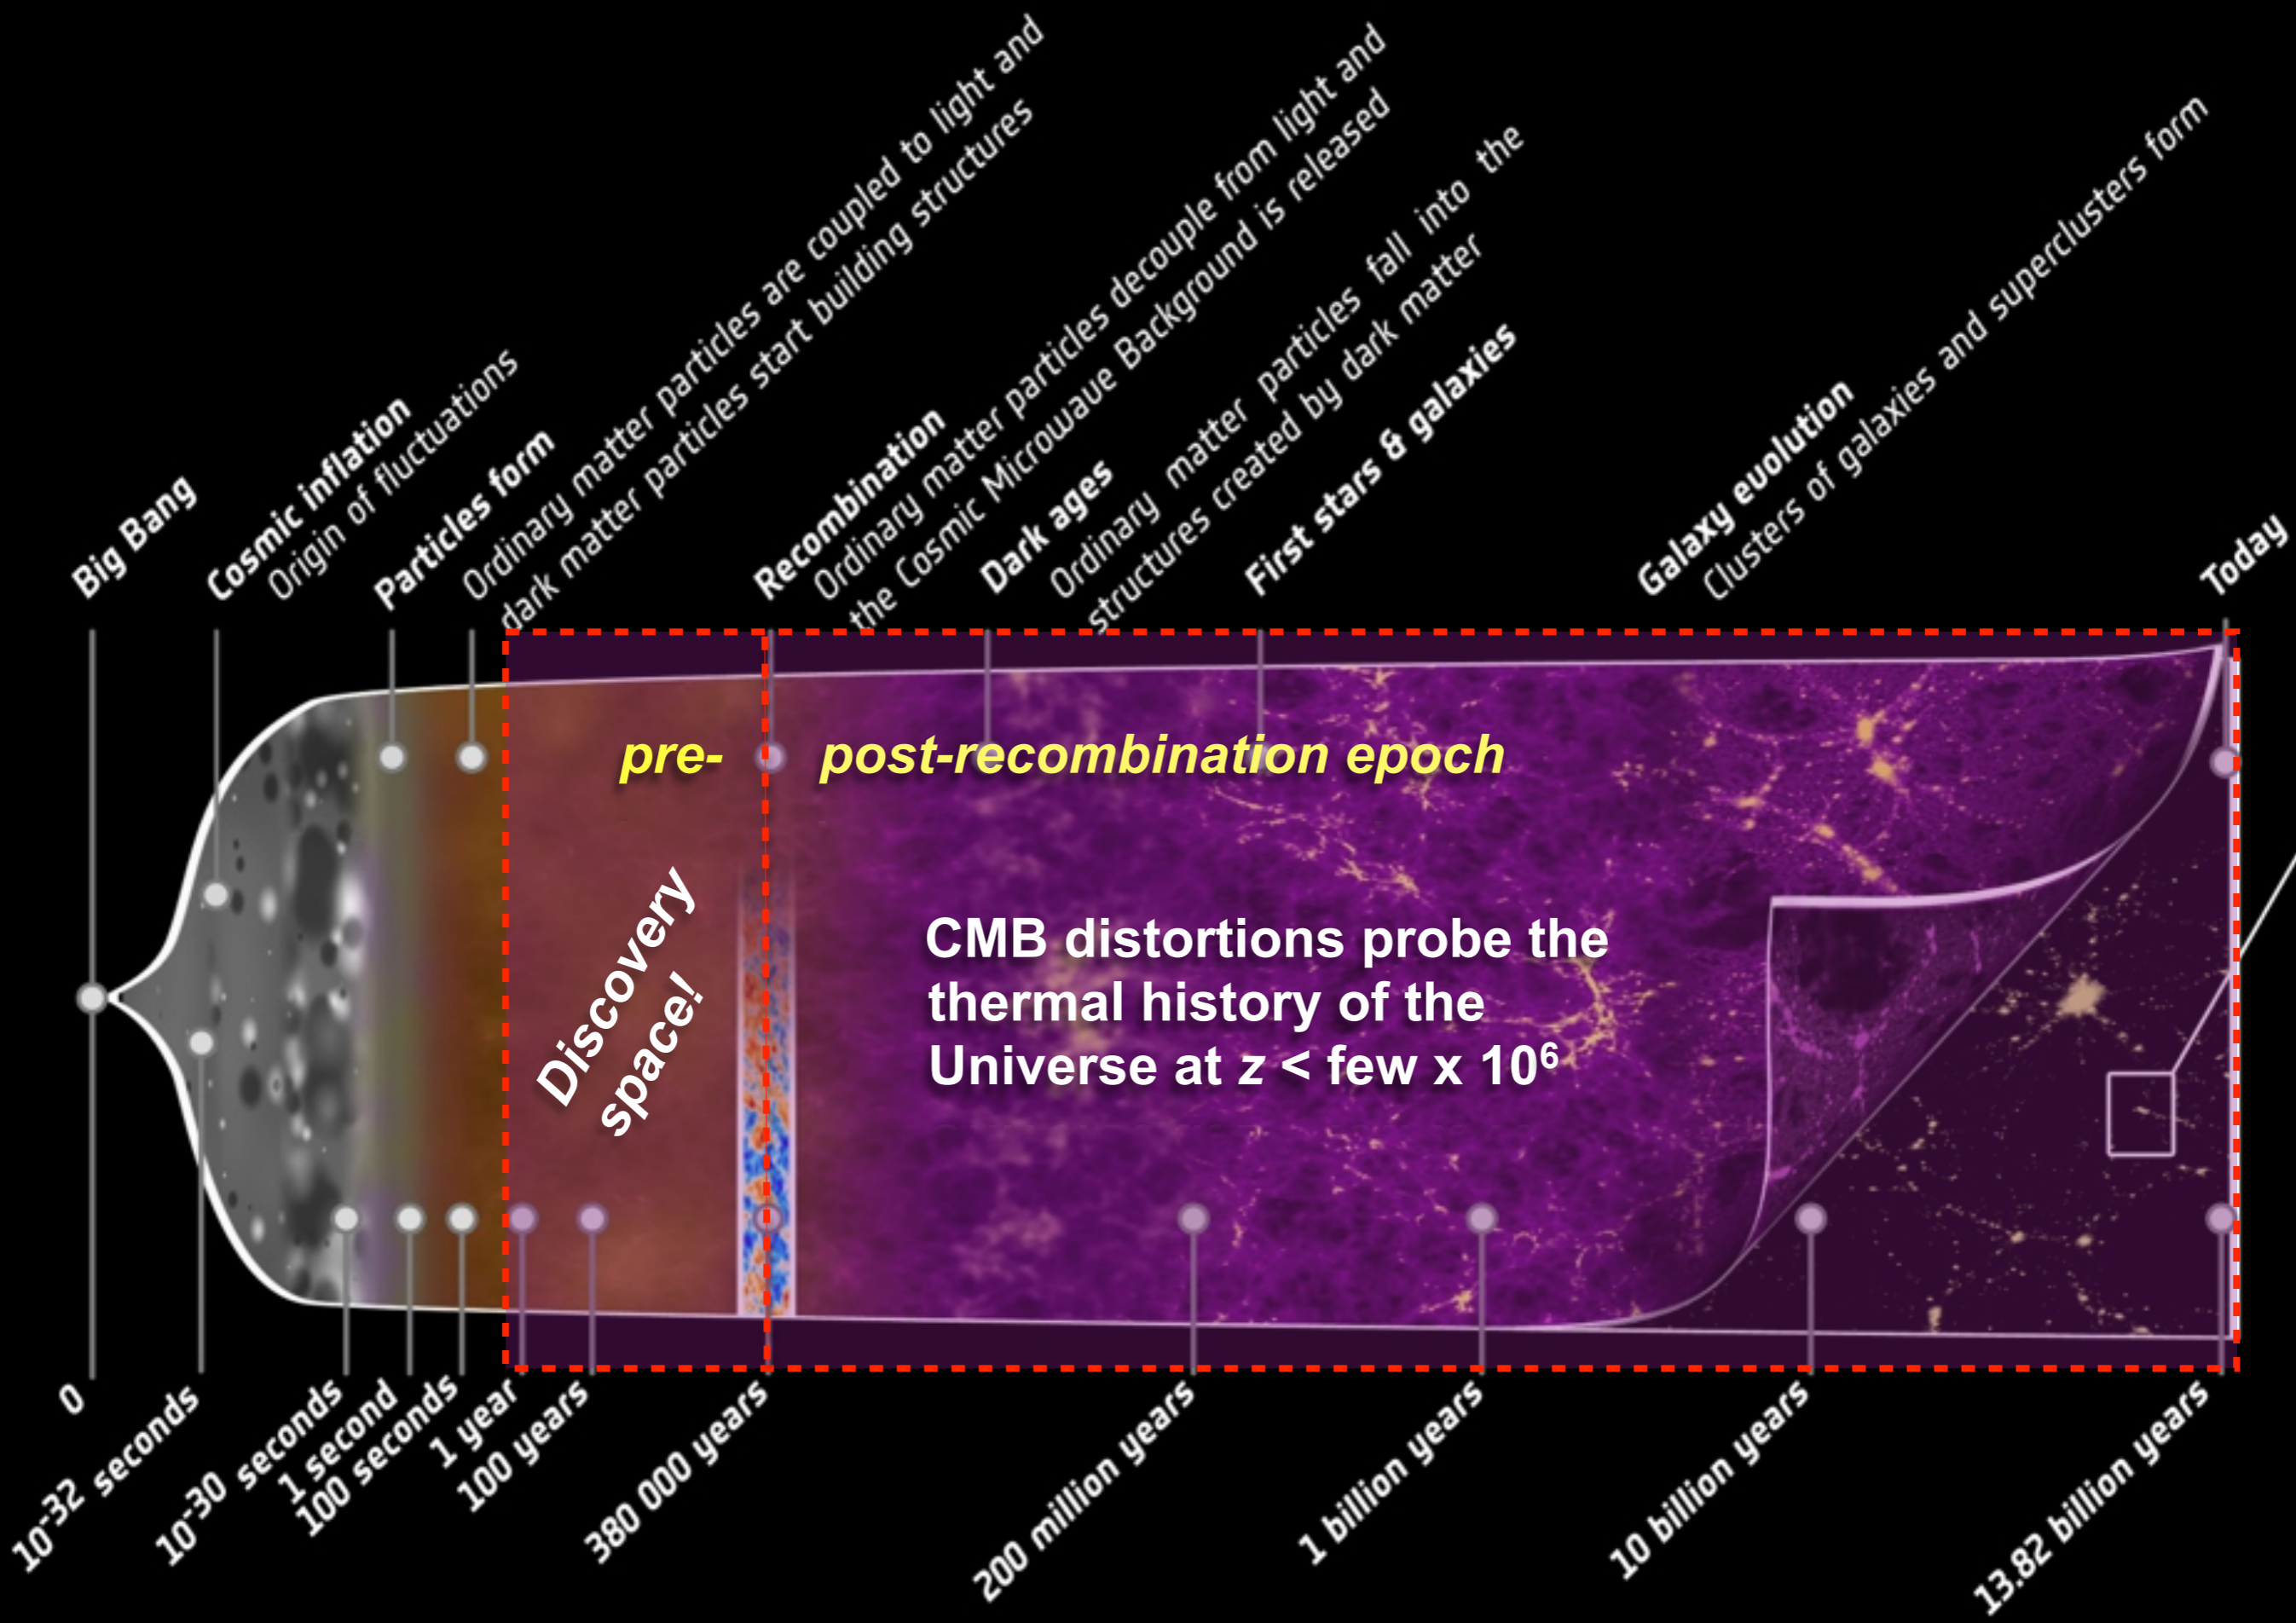 Big Bang
Cosmic inflation
Origin of fluctuations
Particles form
Ordinary matter particles are coupled to light and
dark matter particles start building structures
Recombination
Ordinary matter particles decouple from light and
the Cosmic Microwave Background is released
Dark ages
Ordinary matter particles fall into the
structures created by dark matter
First stars & galaxies
Galaxy evolution
Clusters of galaxies and superclusters form
Today
pre-
post-recombination epoch
Discovery
space!
CMB distortions probe the
thermal history of the
Universe at z < few x 10⁶
0
10⁻³² seconds
10⁻³⁰ seconds
1 second
100 seconds
1 year
100 years
380 000 years
200 million years
1 billion years
10 billion years
13.82 billion years